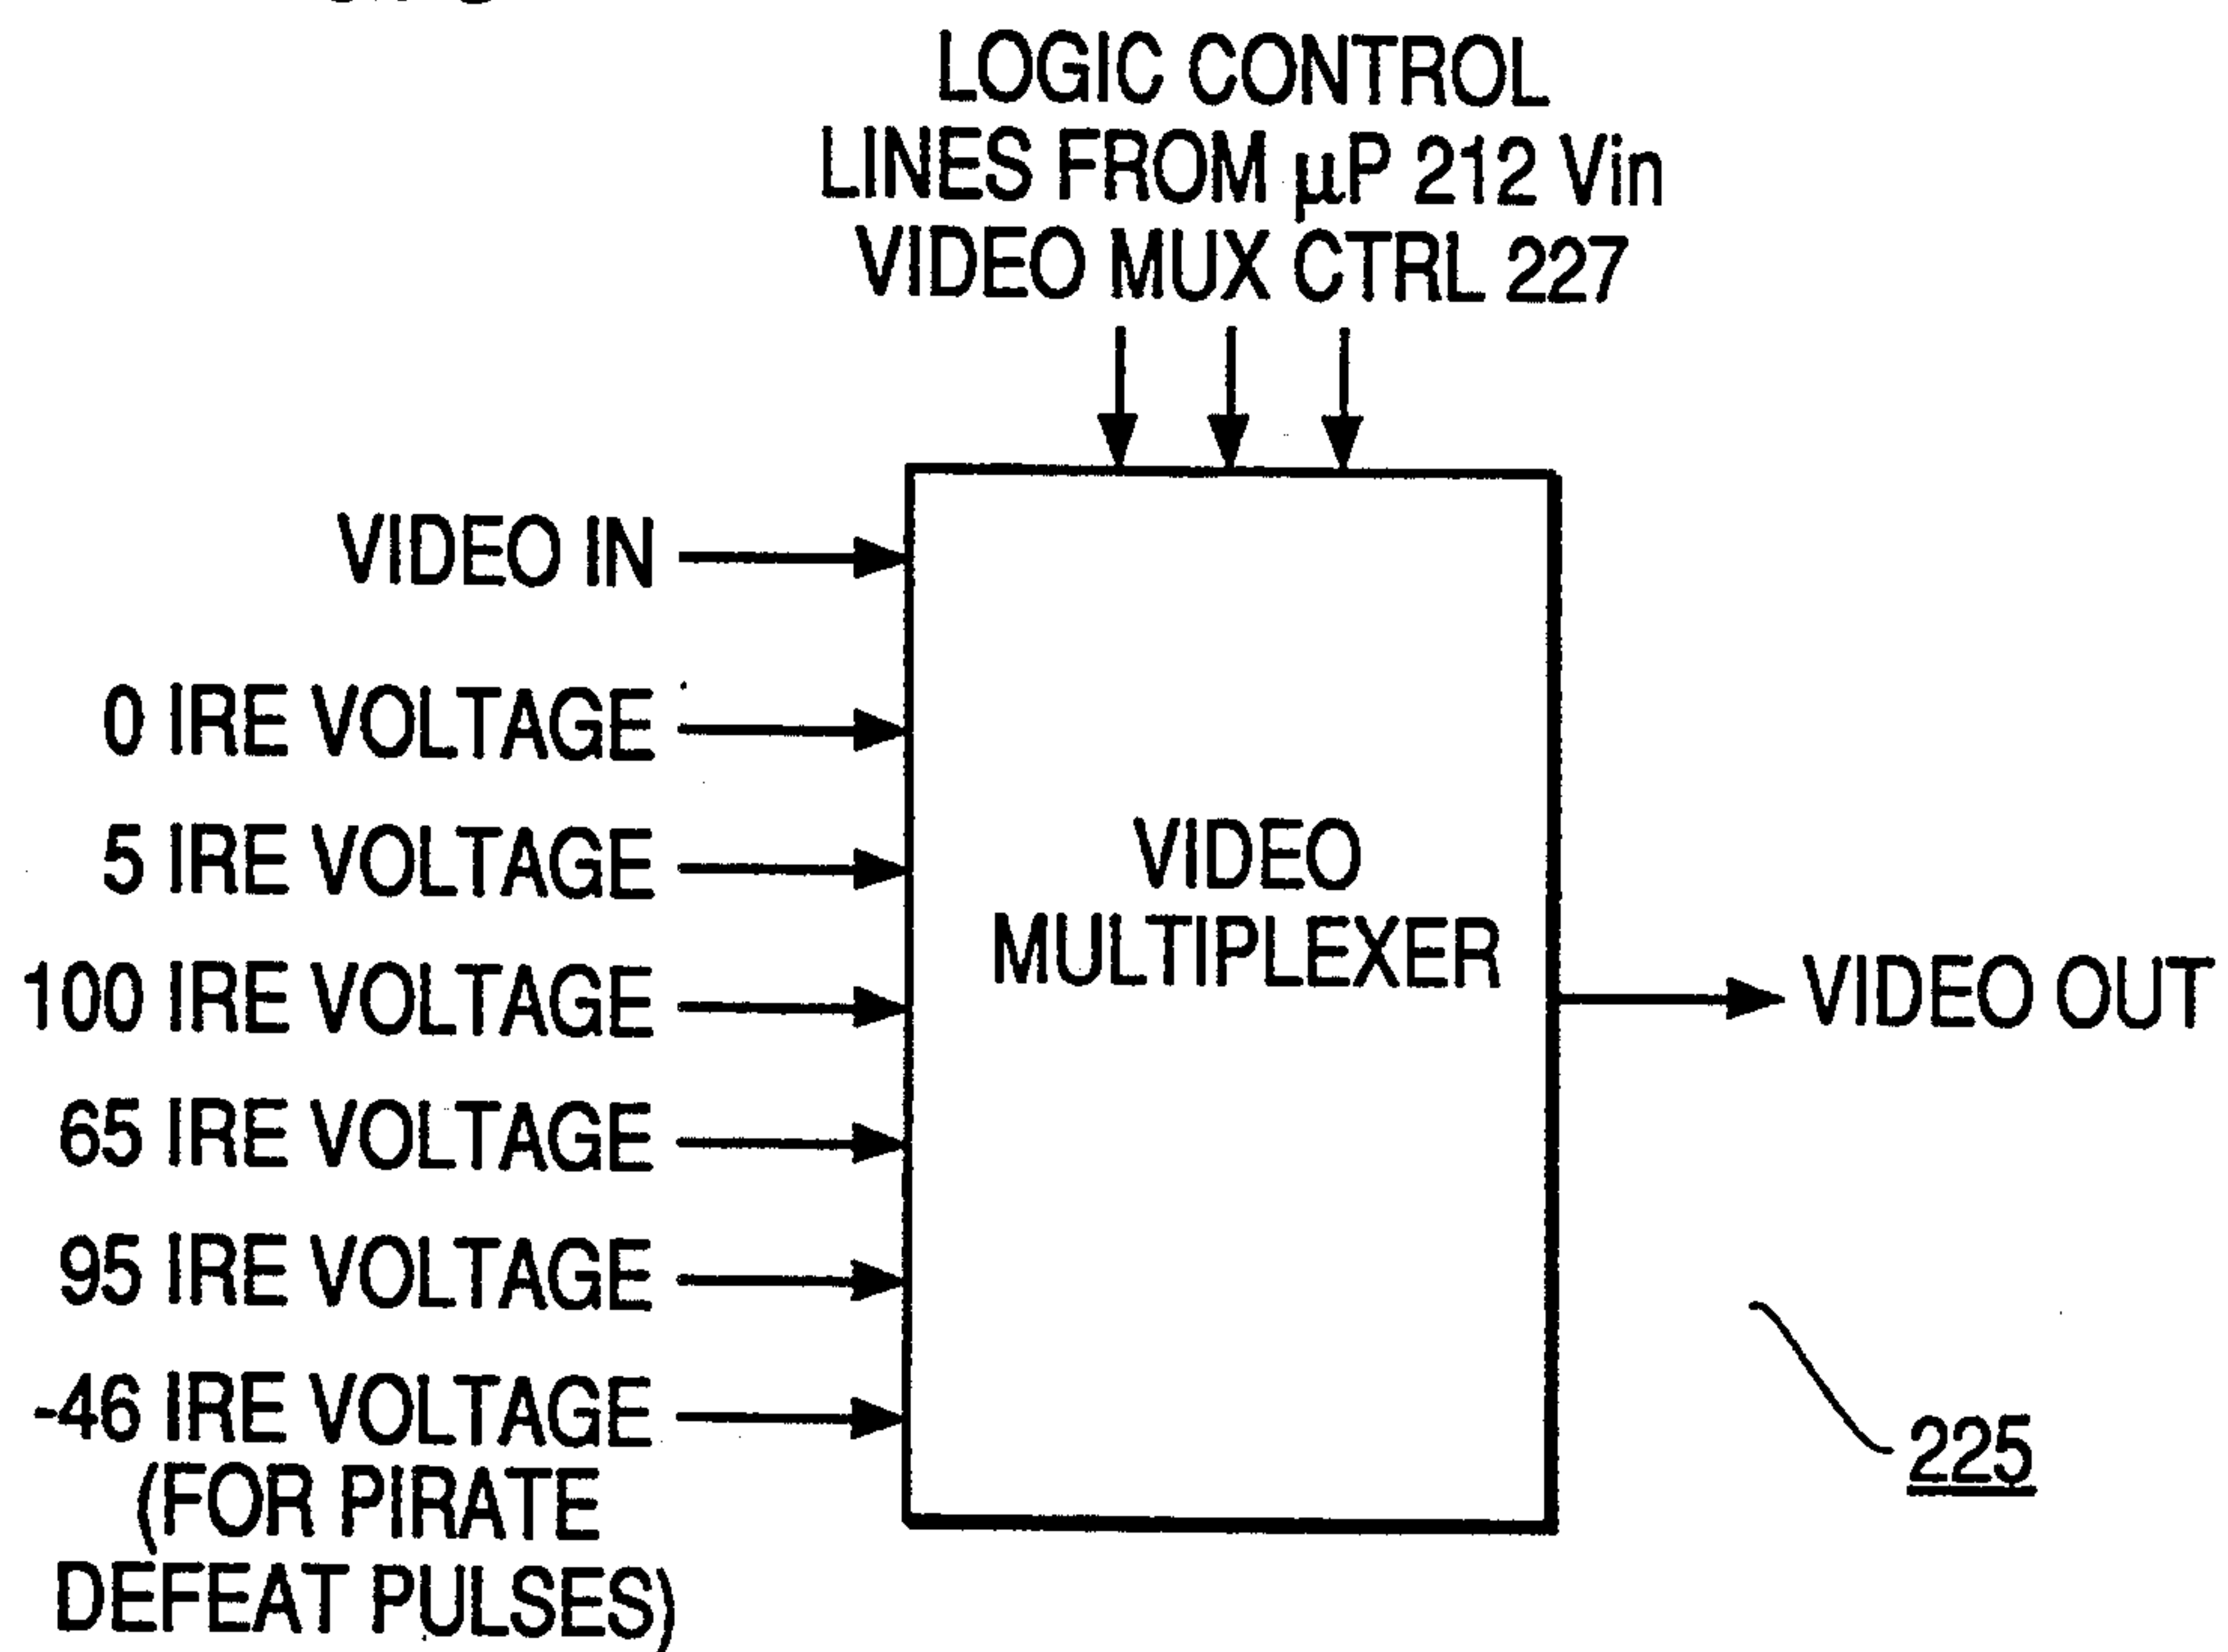 LOGIC CONTROL
LINES FROM µP 212 Vin
VIDEO MUX CTRL 227
VIDEO IN
0 IRE VOLTAGE
5 IRE VOLTAGE
100 IRE VOLTAGE
65 IRE VOLTAGE
95 IRE VOLTAGE
-46 IRE VOLTAGE
(FOR PIRATE
DEFEAT PULSES)
VIDEO
MULTIPLEXER
VIDEO OUT
225